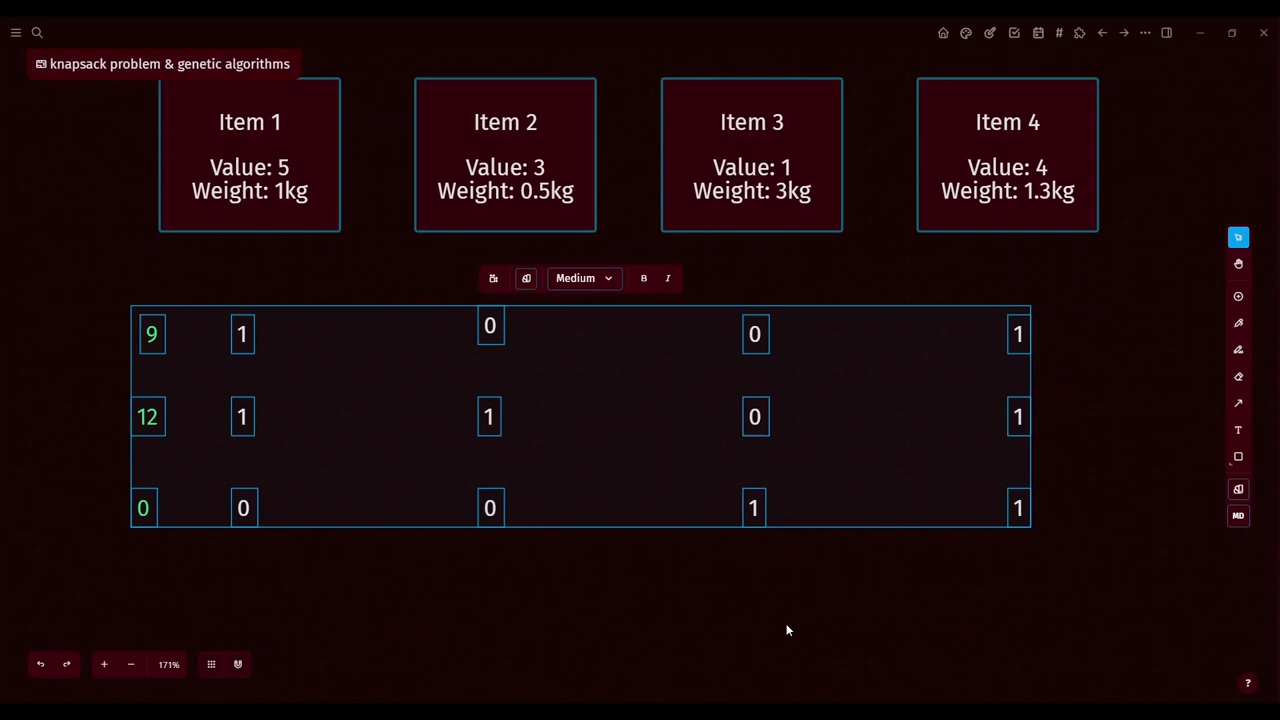 knapsack problem & genetic algorithms
Item 1
Value: 5
Weight: 1kg
Item 2
Value: 3
Weight: 0.5kg
Item 3
Value: 1
Weight: 3kg
Item 4
Value: 4
Weight: 1.3kg
Medium
B
I
9 1 0 0 1
12 1 1 0 1
0 0 0 1 1
T
MD
171%
?